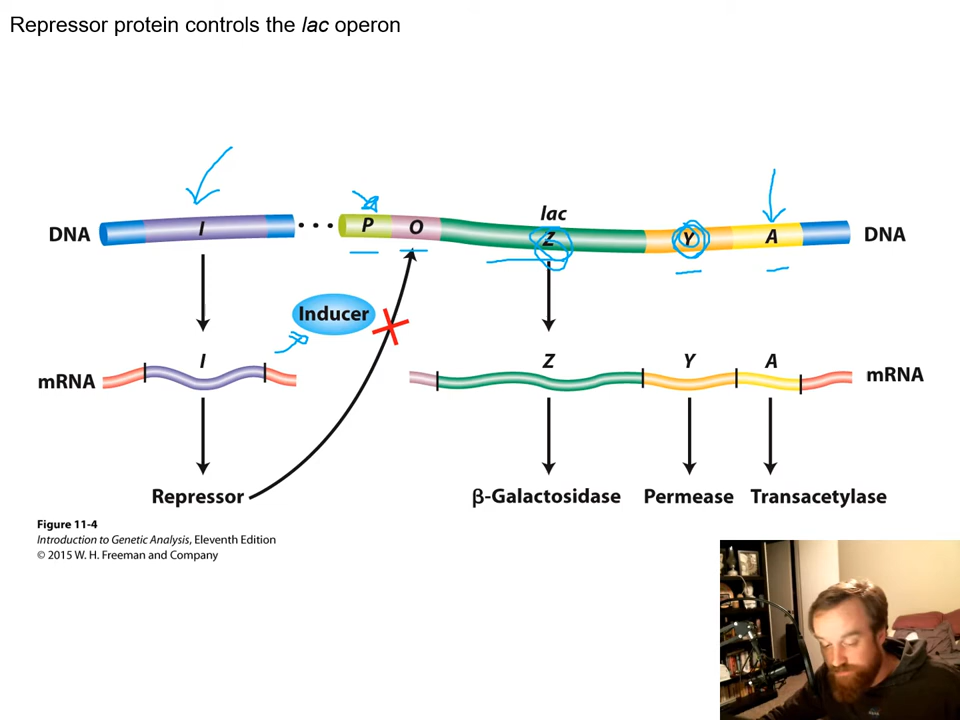 Repressor protein controls the lac operon
lac
DNA I P O Z Y A DNA
Inducer
mRNA I Z Y A mRNA
Repressor β-Galactosidase Permease Transacetylase
Figure 11-4
Introduction to Genetic Analysis, Eleventh Edition
© 2015 W. H. Freeman and Company